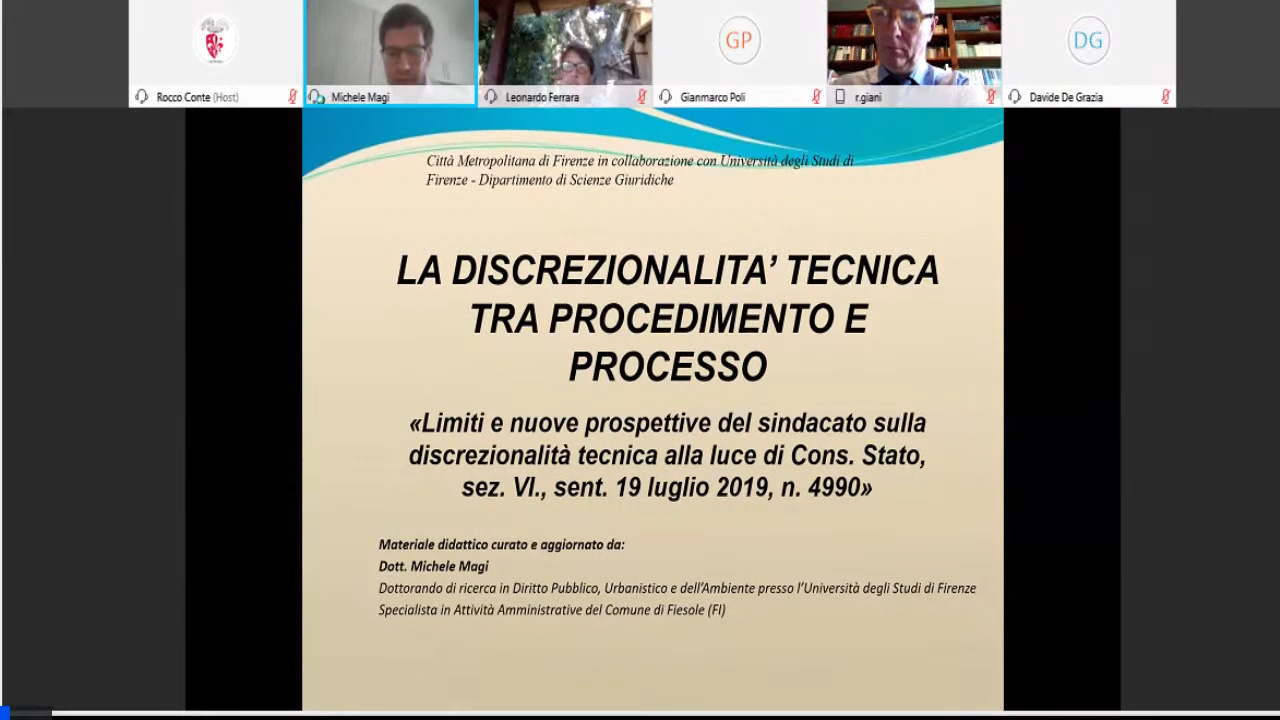 GP
DG
Rocco Conte (Host)
Michele Magi
Leonardo Ferrara
Gianmarco Poli
r.giani
Davide De Grazia
Città Metropolitana di Firenze in collaborazione con Università degli Studi di
Firenze - Dipartimento di Scienze Giuridiche
LA DISCREZIONALITA’ TECNICA
TRA PROCEDIMENTO E
PROCESSO
«Limiti e nuove prospettive del sindacato sulla
discrezionalità tecnica alla luce di Cons. Stato,
sez. VI., sent. 19 luglio 2019, n. 4990»
Materiale didattico curato e aggiornato da:
Dott. Michele Magi
Dottorando di ricerca in Diritto Pubblico, Urbanistico e dell’Ambiente presso l’Università degli Studi di Firenze
Specialista in Attività Amministrative del Comune di Fiesole (FI)